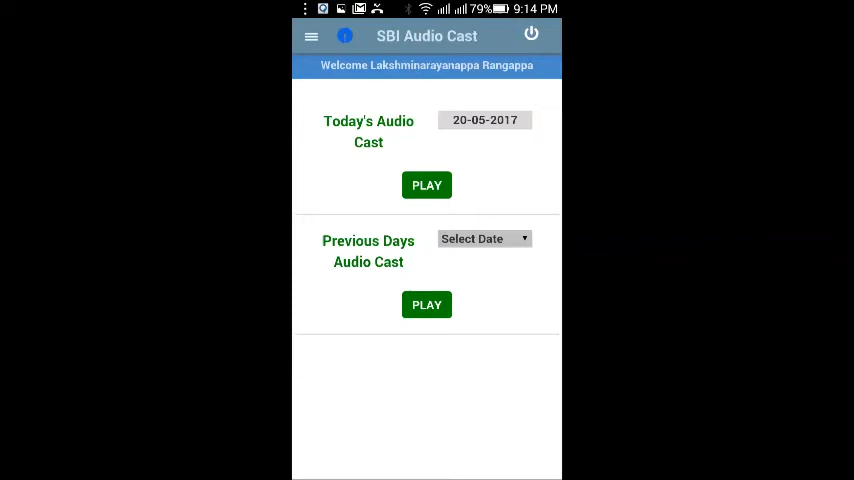 79% 9:14 PM
SBI Audio Cast
Welcome Lakshminarayanappa Rangappa
Today's Audio Cast
20-05-2017
PLAY
Previous Days Audio Cast
Select Date
PLAY